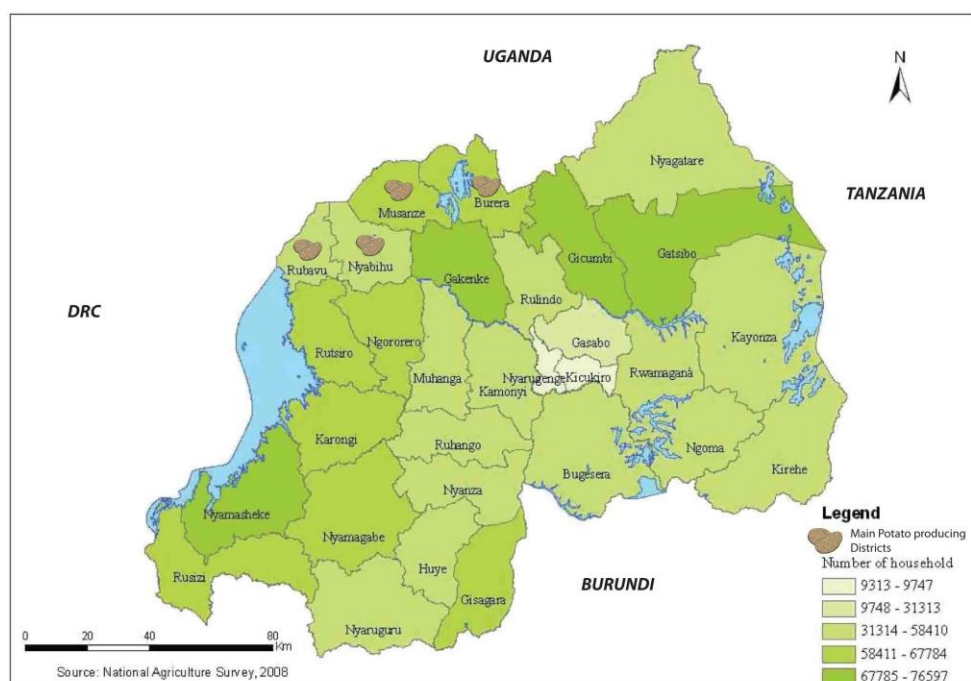 UGANDA
N
Nyagatare
TANZANIA
Musanze
Burera
Rubavu
Nyabihu
Gakenke
Gicumbi
Gatsibo
DRC
Rulindo
Kayonza
Rutsiro
Ngororero
Gasabo
Muhanga
Kamonyi
Nyarugenge
Kicukiro
Rwamagana
Karongi
Ruhango
Ngoma
Bugesera
Kirehe
Nyanza
Nyamasheke
Nyamagabe
Huye
Rusizi
Gisagara
BURUNDI
Nyaruguru
Legend
Main Potato producing
Districts
Number of household
9313 - 9747
9748 - 31313
31314 - 58410
58411 - 67784
67785 - 76597
0 20 40 80
Km
Source: National Agriculture Survey, 2008